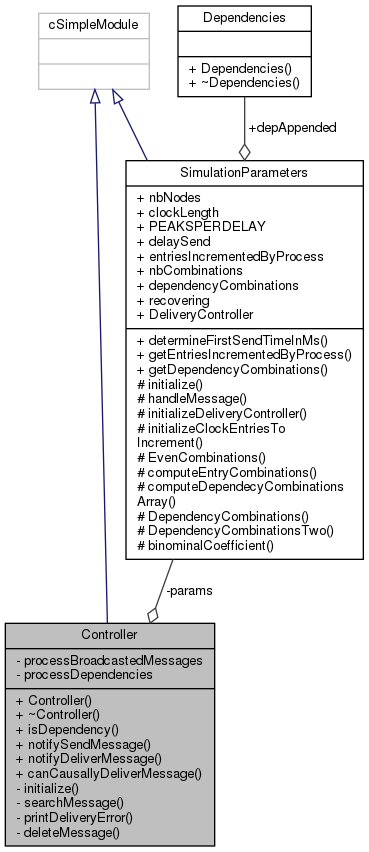 cSimpleModule
Dependencies
+ Dependencies()
+ ~Dependencies()
+depAppended
SimulationParameters
+ nbNodes
+ clockLength
+ PEAKSPERDELAY
+ delaySend
+ entriesIncrementedByProcess
+ nbCombinations
+ dependencyCombinations
+ recovering
+ DeliveryController
+ determineFirstSendTimeInMs()
+ getEntriesIncrementedByProcess()
+ getDependencyCombinations()
# initialize()
# handleMessage()
# initializeDeliveryController()
# initializeClockEntriesTo
Increment()
# EvenCombinations()
# computeEntryCombinations()
# computeDependecyCombinations
Array()
# DependencyCombinations()
# DependencyCombinationsTwo()
# binomialCoefficient()
-params
Controller
- processBroadcastedMessages
- processDependencies
+ Controller()
+ ~Controller()
+ isDependency()
+ notifySendMessage()
+ notifyDeliverMessage()
+ canCausallyDeliverMessage()
- initialize()
- searchMessage()
- printDeliveryError()
- deleteMessage()